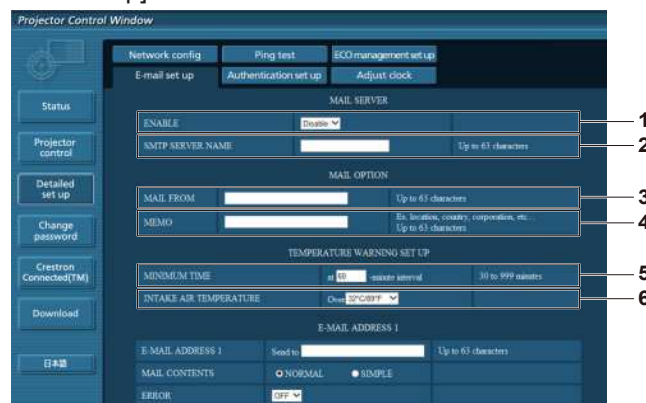 Projector Control Window
Network config Ping test ECO management set up
E-mail set up Authentication set up Adjust clock
Status
Projector control
Detailed set up
Change password
Crestron Connected(TM)
Download
日本語
MAIL SERVER
ENABLE Disable 1
SMTP SERVER NAME Up to 63 characters 2
MAIL OPTION
MAIL FROM Up to 63 characters 3
MEMO Ex. location, country, corporation, etc...
Up to 63 characters 4
TEMPERATURE WARNING SET UP
MINIMUM TIME at 60 -minute interval 30 to 999 minutes 5
INTAKE AIR TEMPERATURE Over 32°C/89°F 6
E-MAIL ADDRESS 1
E-MAIL ADDRESS 1 Send to Up to 63 characters
MAIL CONTENTS NORMAL SIMPLE
ERROR OFF